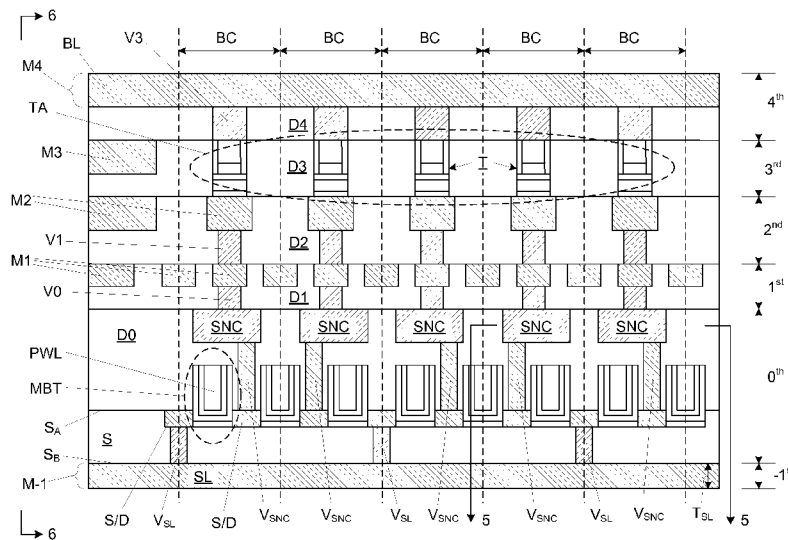 6
BC BC BC BC BC
V3
BL
M4
4th
TA
D4
M3
D3
I
3rd
M2
2nd
V1
D2
M1
1st
V0
D1
D0
SNC SNC SNC SNC SNC
PWL
0th
MBT
SA
S
SB
M-1
SL
-1s
S/D VSL S/D VSNC VSNC VSL VSNC 5 VSNC VSL VSNC TSL 5
6